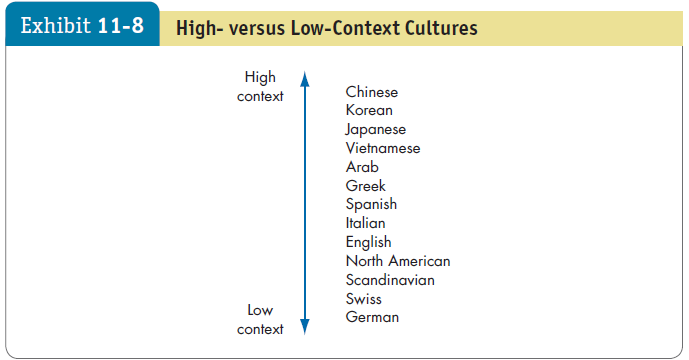 Exhibit 11-8
High- versus Low-Context Cultures
High
context
Chinese
Korean
Japanese
Vietnamese
Arab
Greek
Spanish
Italian
English
North American
Scandinavian
Swiss
German
Low
context